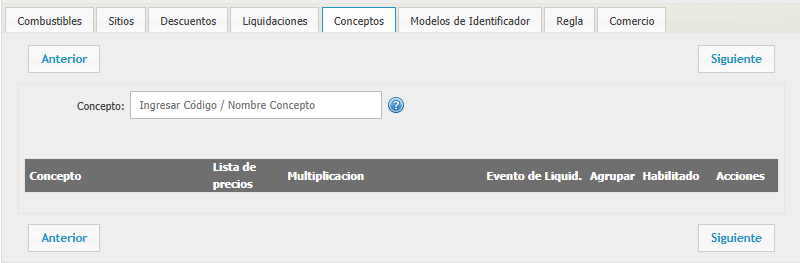 Combustibles Sitios Descuentos Liquidaciones Conceptos Modelos de Identificador Regla Comercio
Anterior Siguiente
Concepto: Ingresar Código / Nombre Concepto ?
Concepto Lista de precios Multiplicacion Evento de Liquid. Agrupar Habilitado Acciones
Anterior Siguiente